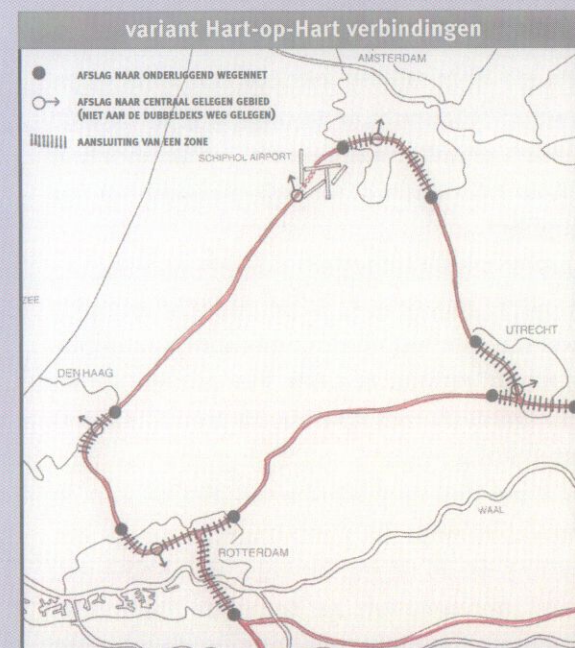 variant Hart-op-Hart verbindingen
AMSTERDAM
AFSLAG NAAR ONDERLIGGEND WEGENNET
AFSLAG NAAR CENTRAAL GELEGEN GEBIED
(NIET AAN DE DUBBELDEKS WEG GELEGEN)
AANSLUITING VAN EEN ZONE
SCHIPHOL AIRPORT
ZEE
UTRECHT
DEN HAAG
WAAL
ROTTERDAM